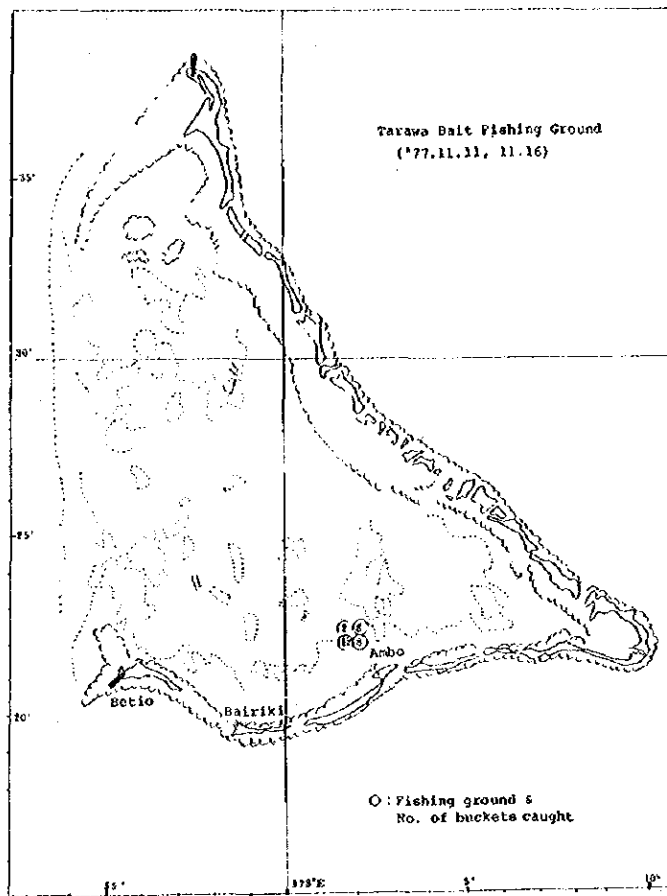 Tarawa Bait Fishing Ground
('77.11.11, 11.16)
35'
30'
25'
20'
Ambo
Betio
Bairiki
O : Fishing ground &
No. of buckets caught
55'
173°E
5'
10'